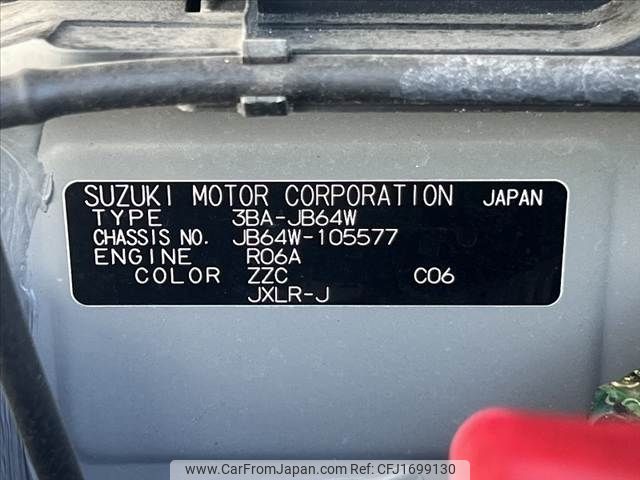 SUZUKI MOTOR CORPORATION JAPAN
TYPE 3BA-JB64W
CHASSIS NO. JB64W-105577
ENGINE R06A
COLOR ZZC C06
JXLR-J
www.CarFromJapan.com Ref-ID: CFJ1699130